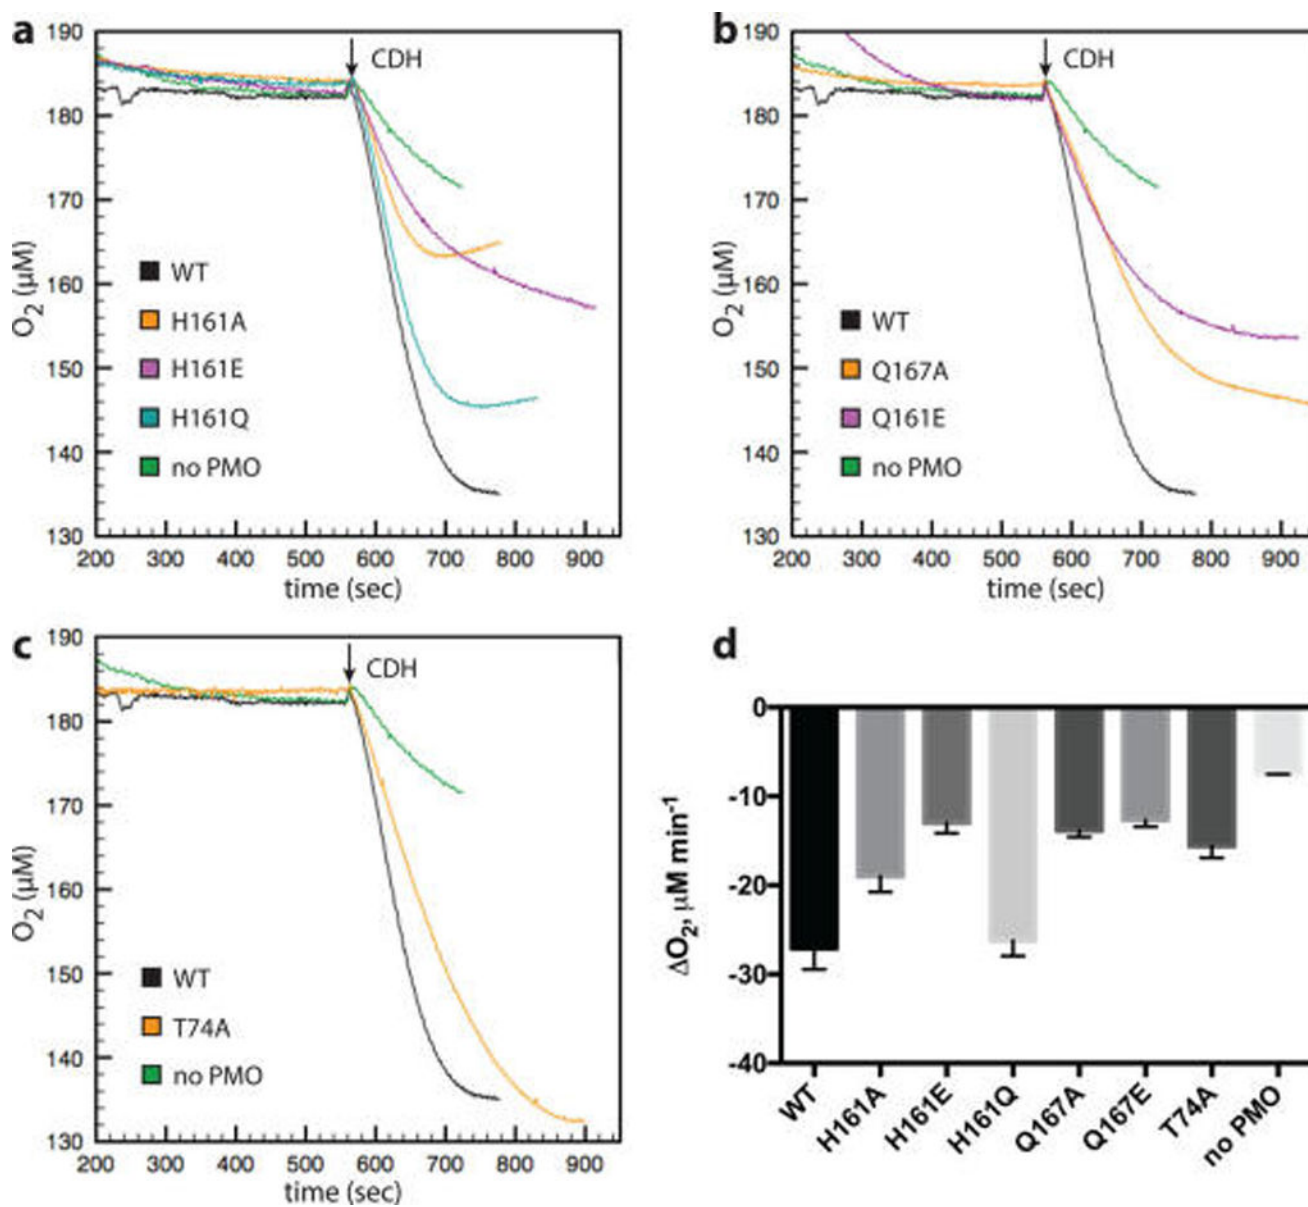 a
190
180
170
160
150
140
130
O2 (μM)
CDH
WT
H161A
H161E
H161Q
no PMO
200 300 400 500 600 700 800 900
time (sec)
b
190
180
170
160
150
140
130
O2 (μM)
CDH
WT
Q167A
Q161E
no PMO
200 300 400 500 600 700 800 900
time (sec)
c
190
180
170
160
150
140
130
O2 (μM)
CDH
WT
T74A
no PMO
200 300 400 500 600 700 800 900
time (sec)
d
0
-10
-20
-30
-40
ΔO2, μM min-1
WT
H161A
H161E
H161Q
Q167A
Q167E
T74A
no PMO